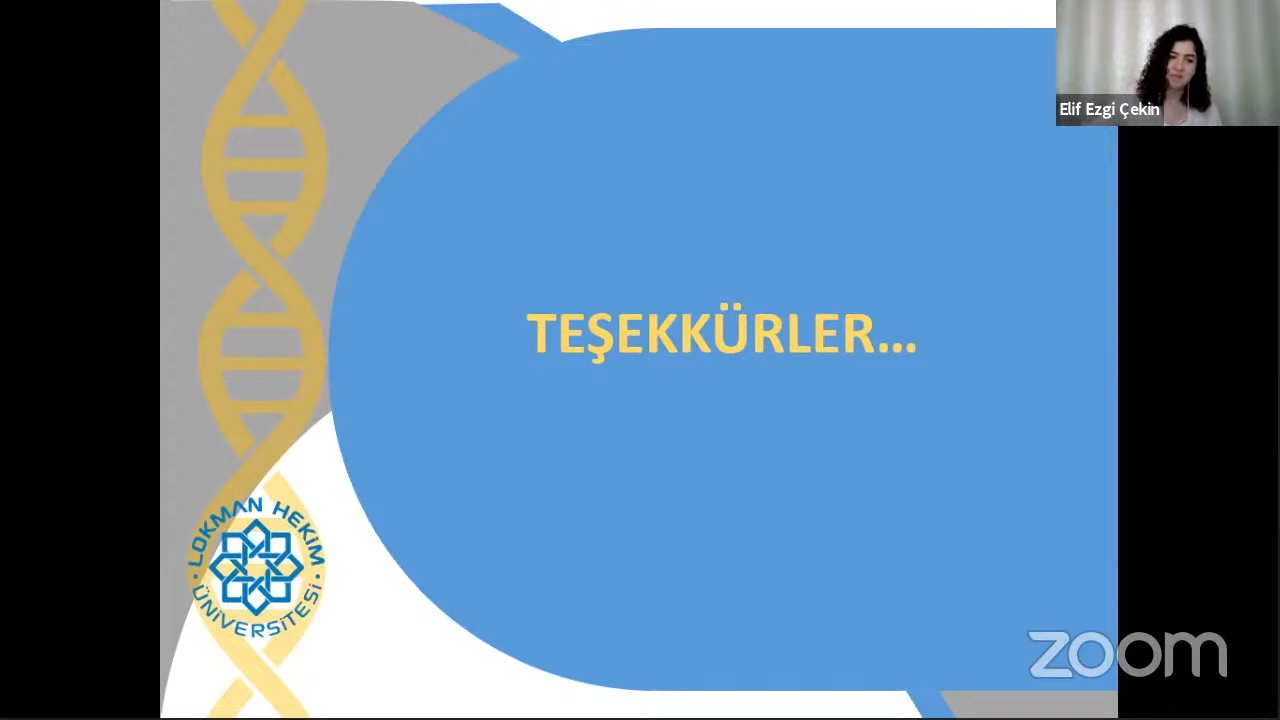 Elif Ezgi Çekin
TEŞEKKÜRLER...
LOKMAN HEKİM
ÜNİVERSİTESİ
zoom